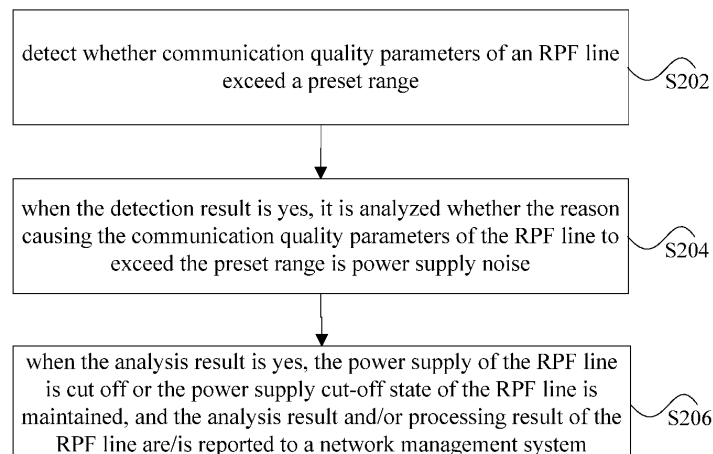 detect whether communication quality parameters of an RPF line
exceed a preset range
S202
when the detection result is yes, it is analyzed whether the reason
causing the communication quality parameters of the RPF line to
exceed the preset range is power supply noise
S204
when the analysis result is yes, the power supply of the RPF line
is cut off or the power supply cut-off state of the RPF line is
maintained, and the analysis result and/or processing result of the
RPF line are/is reported to a network management system
S206